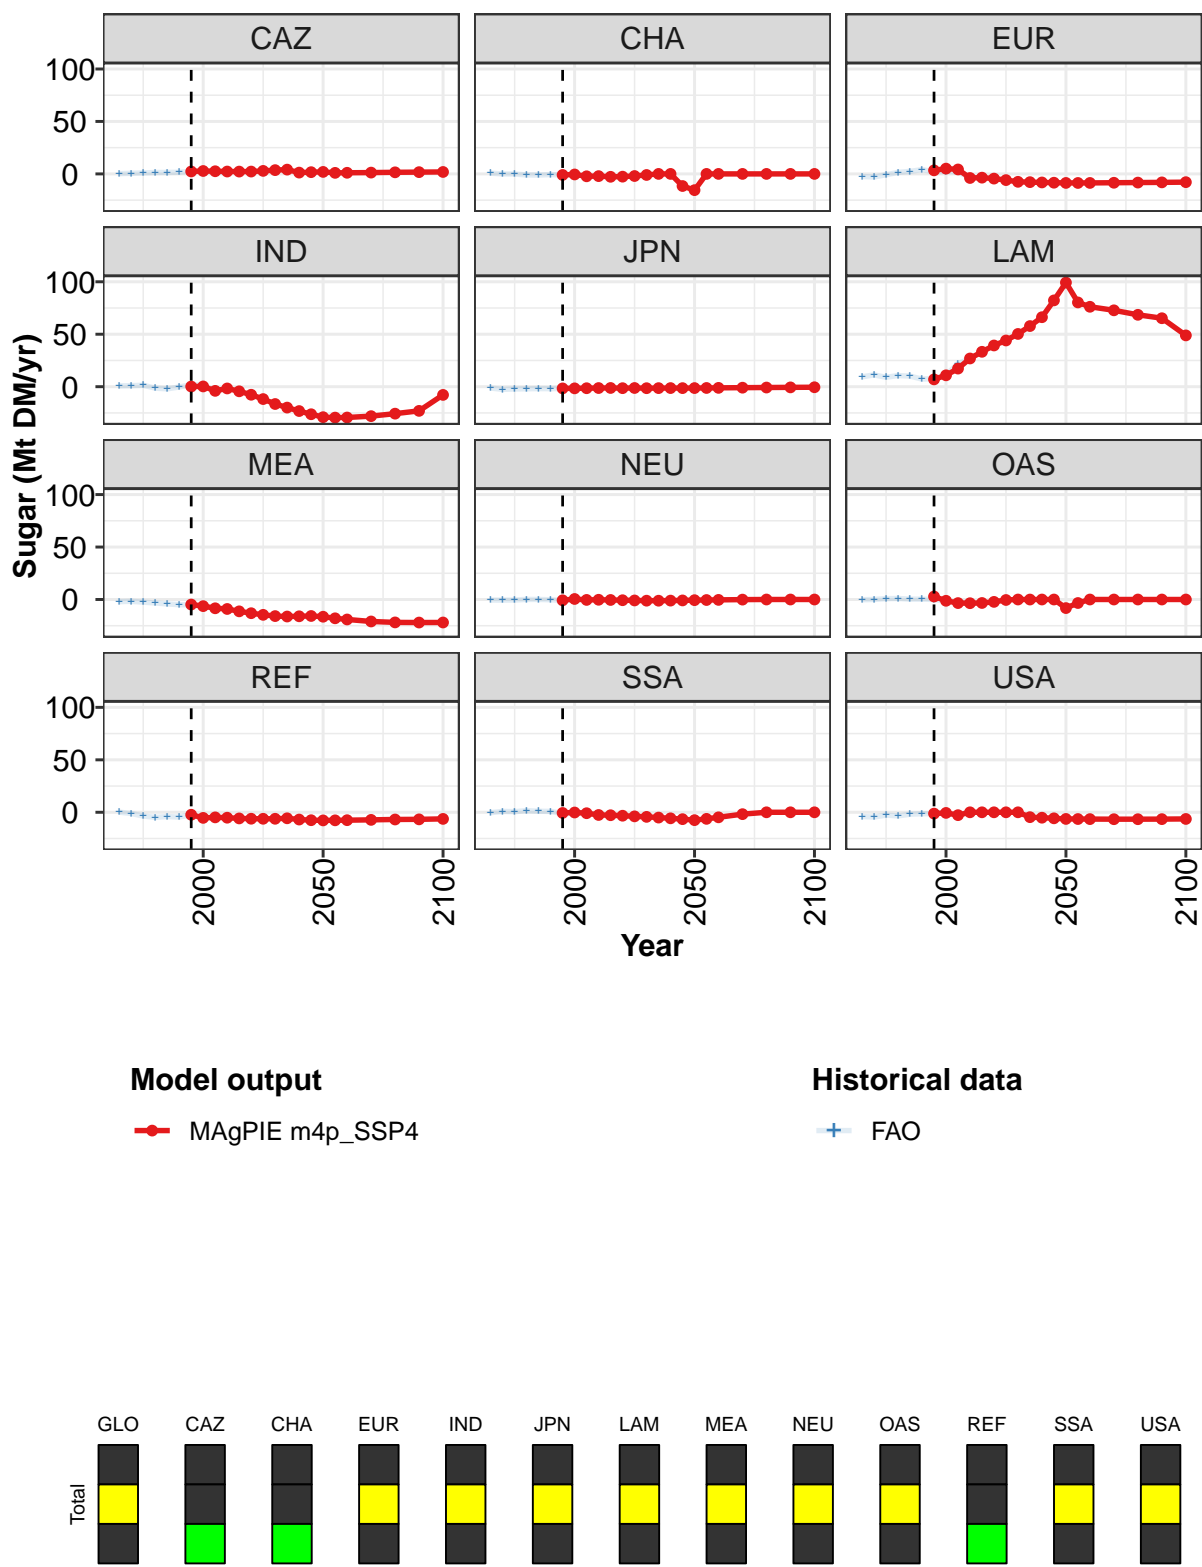 CAZ CHA EUR
100
50
0
IND JPN LAM
100
50
0
MEA NEU OAS
100
50
0
REF SSA USA
100
50
0
Sugar (Mt DM/yr)
2000 2050 2100 2000 2050 2100 2000 2050 2100
Year
Model output Historical data
MAgPIE m4p_SSP4 FAO
GLO CAZ CHA EUR IND JPN LAM MEA NEU OAS REF SSA USA
Total